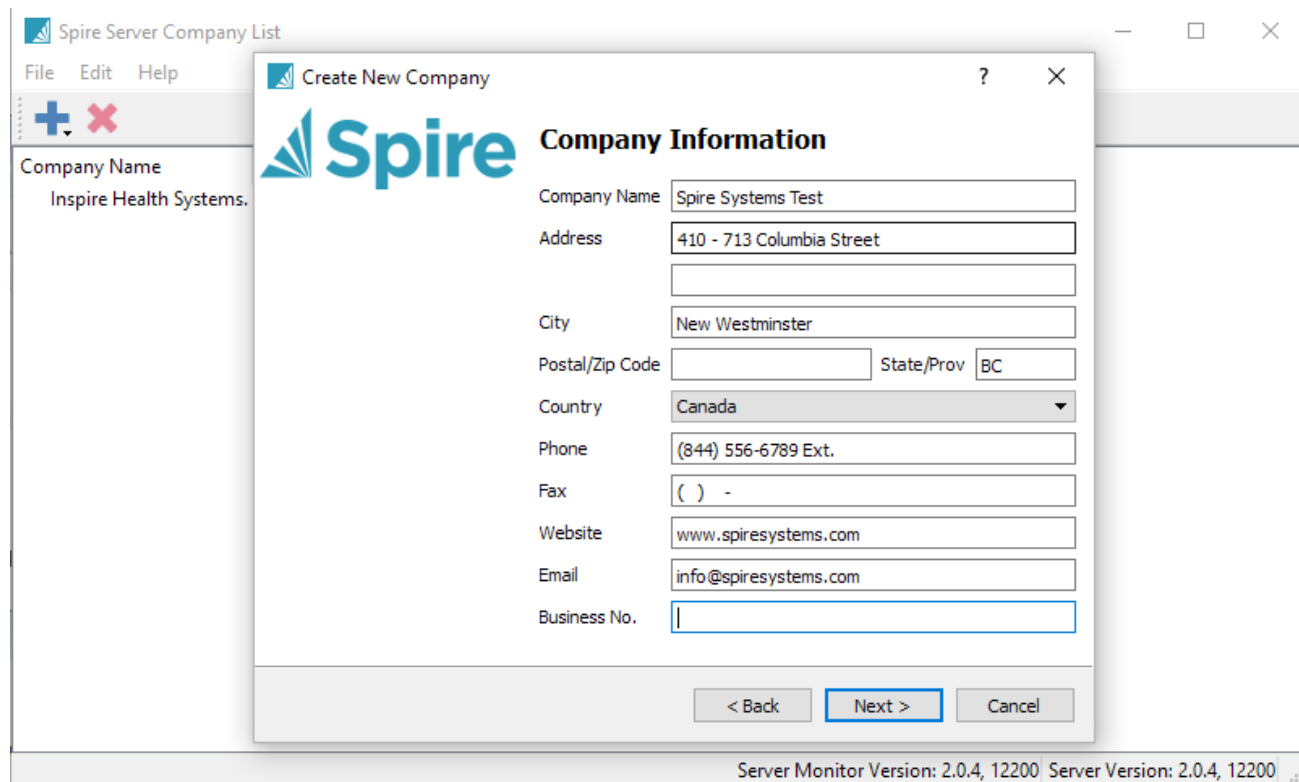 Spire Server Company List
File Edit Help
Create New Company ?
Spire
Company Information
Company Name
Inspire Health Systems.
Company Name Spire Systems Test
Address 410 - 713 Columbia Street
City New Westminster
Postal/Zip Code State/Prov BC
Country Canada
Phone (844) 556-6789 Ext.
Fax ( ) -
Website www.spiresystems.com
Email info@spiresystems.com
Business No.
< Back Next > Cancel
Server Monitor Version: 2.0.4, 12200 Server Version: 2.0.4, 12200